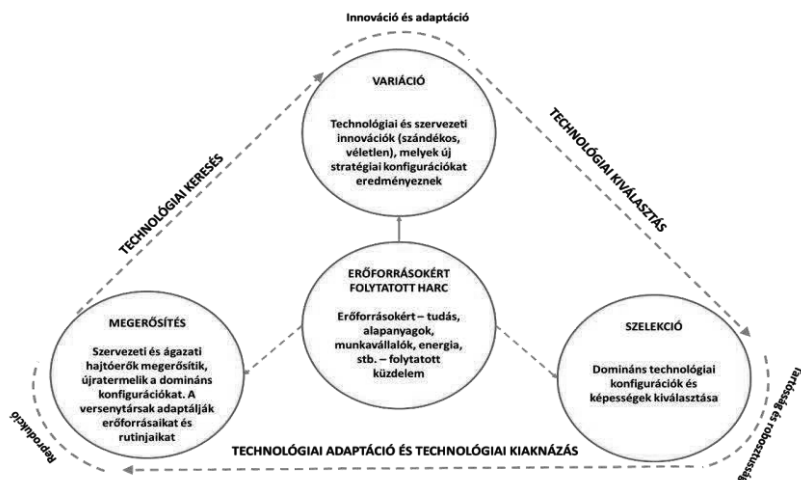 Innováció és adaptáció
VARIÁCIÓ
Technológiai és szervezeti
innovációk (szándékos,
véletlen), melyek új
stratégiai konfigurációkat
eredményeznek
TECHNOLÓGIAI KERESÉS
TECHNOLÓGIAI KIVÁLASZTÁS
ERŐFORRÁSOKÉRT
FOLYTATOTT HARC
Erőforrásokért – tudás,
alapanyagok,
munkavállalók, energia,
stb. – folytatott
küzdelem
MEGERŐSÍTÉS
Szervezeti és ágazati
hajtóerők megerősítik,
újratermelik a domináns
konfigurációkat. A
versenytársak adaptálják
erőforrásaikat és
rutinjaikat
SZELEKCIÓ
Domináns technológiai
konfigurációk és
képességek kiválasztása
Reprodukció
Tartósság és robosztusság
TECHNOLÓGIAI ADAPTÁCIÓ ÉS TECHNOLÓGIAI KIAKNÁZÁS